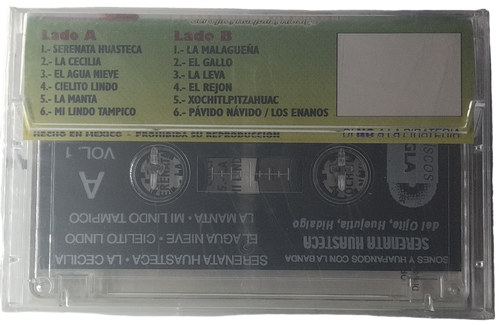 Lado A
1.- SERENATA HUASTECA
2.- LA CECILIA
3.- EL AGUA NIEVE
4.- CIELITO LINDO
5.- LA MANTA
6.- MI LINDO TAMPICO
Lado B
1.- LA MALAGUEÑA
2.- EL GALLO
3.- LA LEVA
4.- EL REJON
5.- XOCHITLPITZAHUAC
6.- PÁVIDO NÁVIDO / LOS ENANOS
HECHO EN MEXICO - PROHIBIDA SU REPRODUCCION
A LA PIRATERIA
SONES Y HUAPANGOS CON LA BANDA
SERENATA HUASTECA
del Ojite, Huejutla, Hidalgo
A
VOL. 1
SERENATA HUASTECA • LA CECILIA
EL AGUA NIEVE • CIELITO LINDO
LA MANTA • MI LINDO TAMPICO